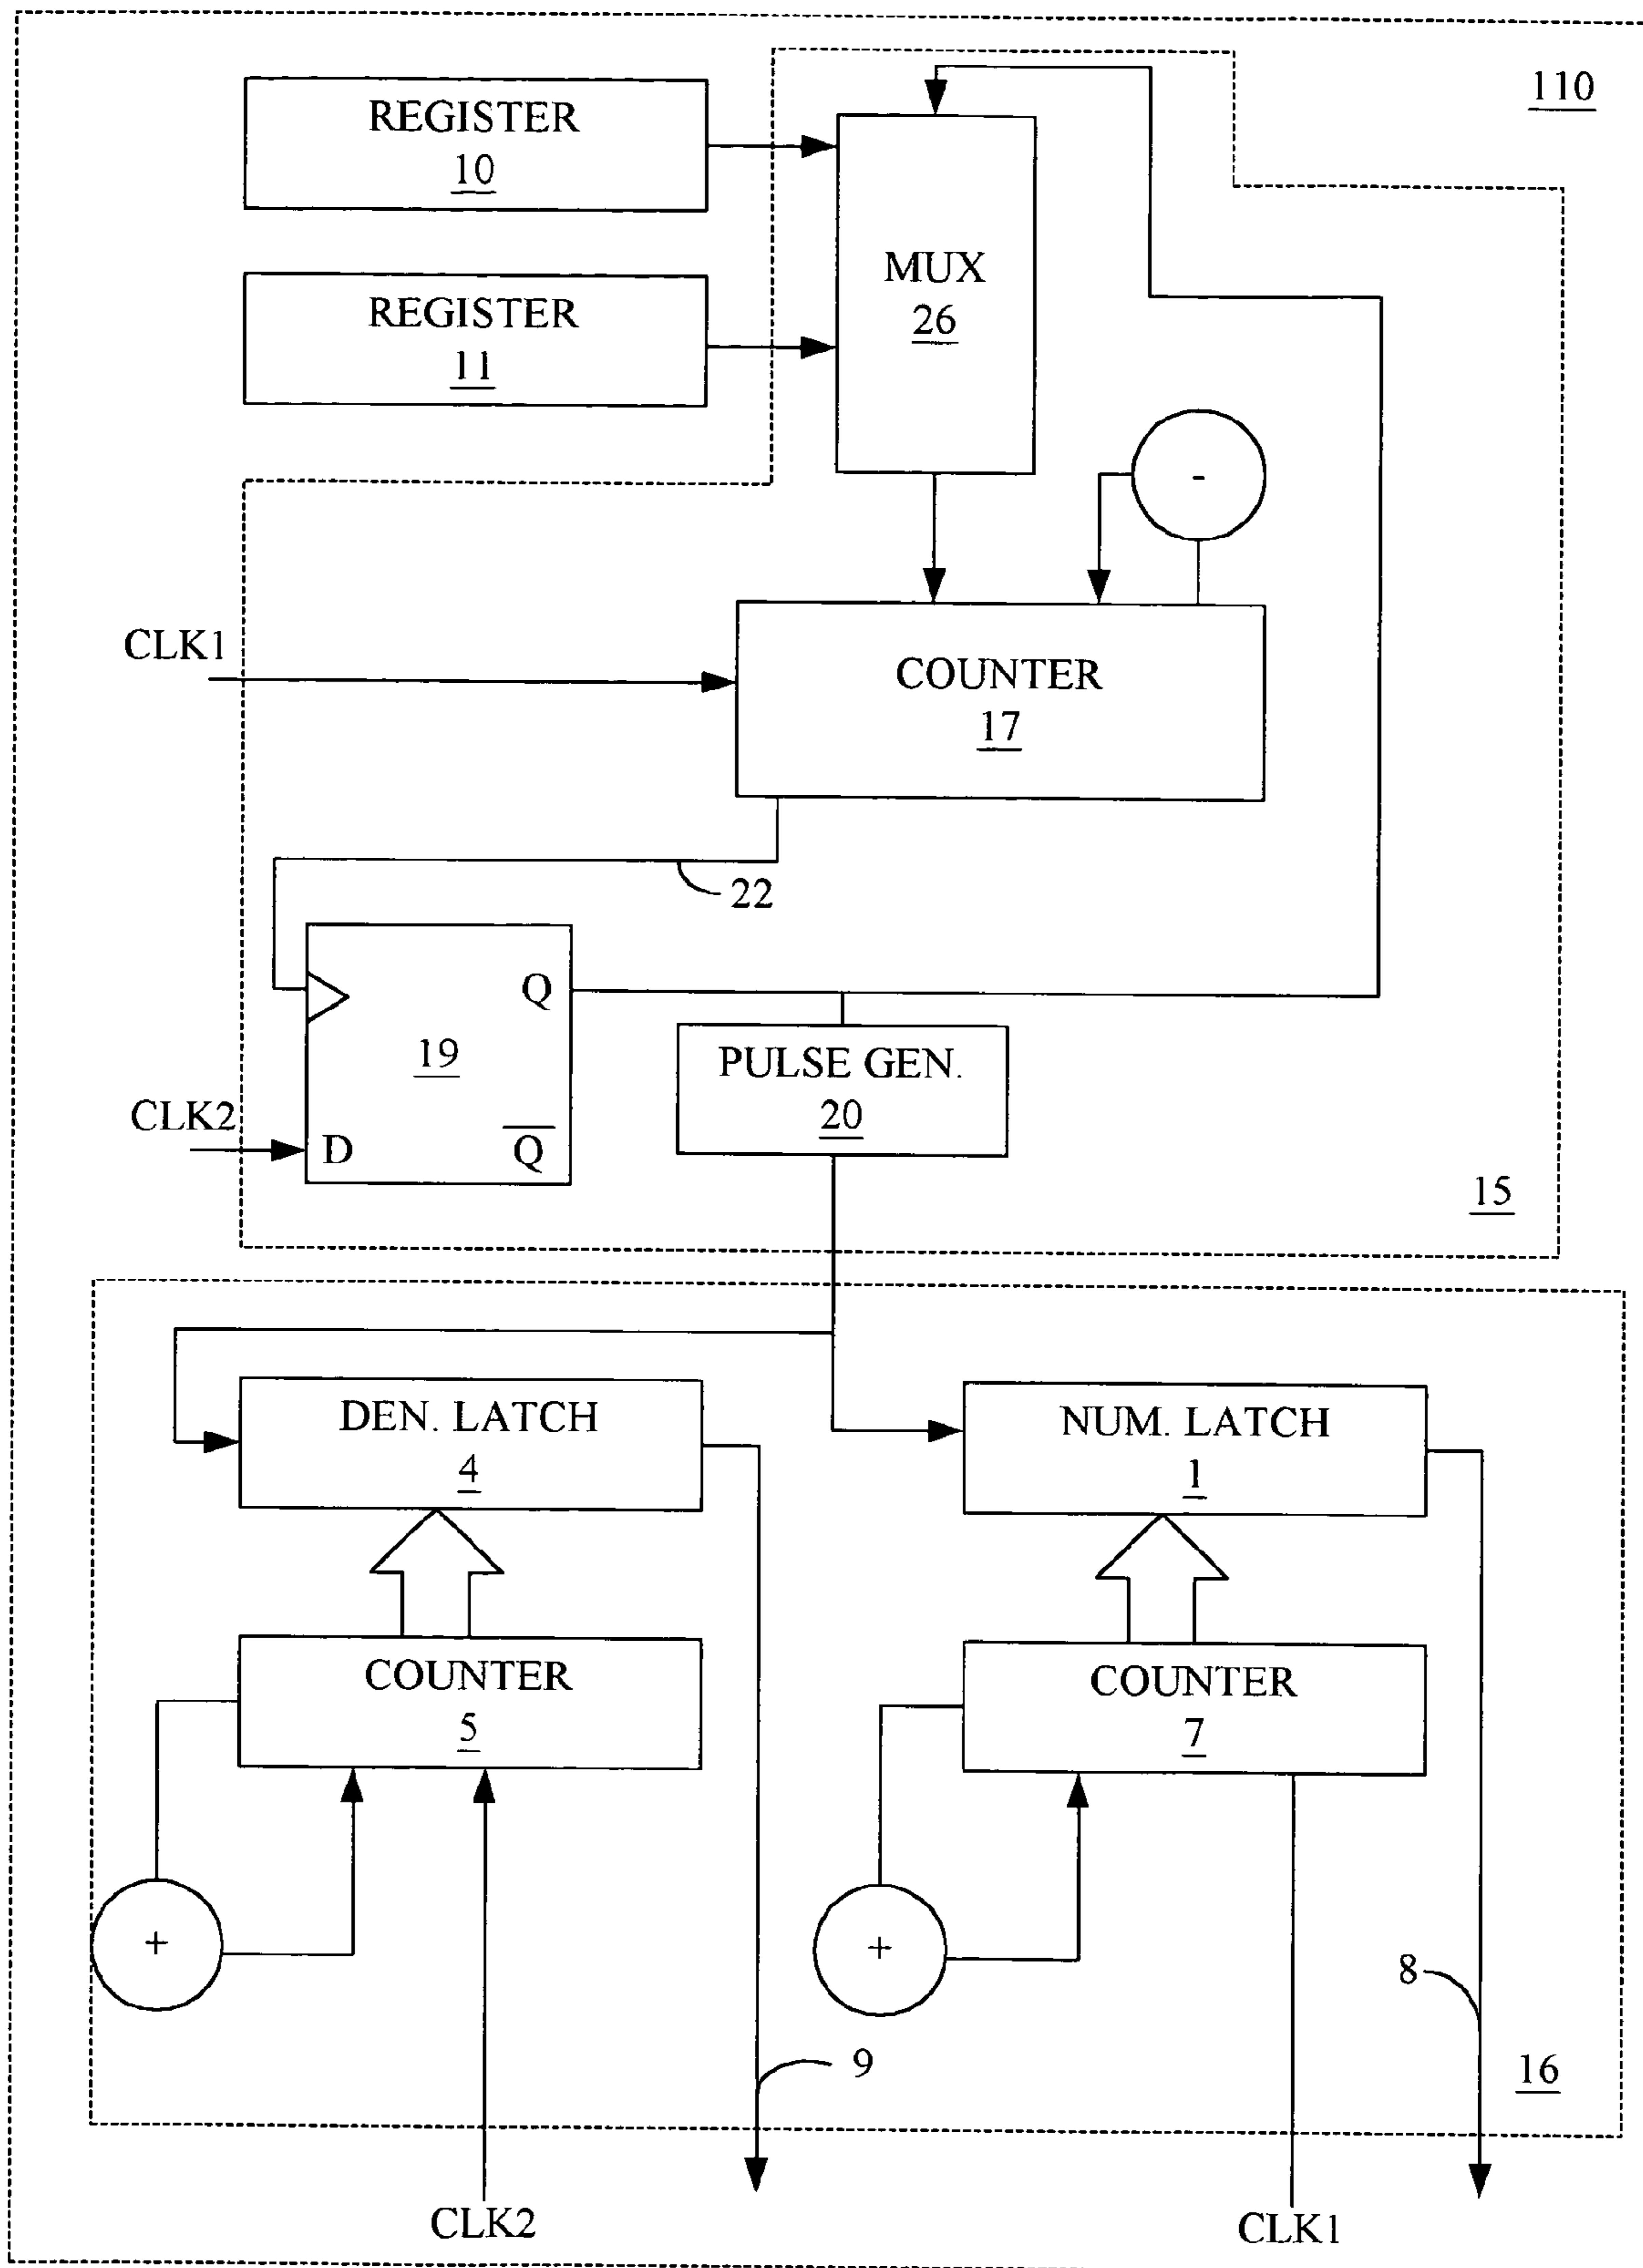 110
REGISTER
10
REGISTER
11
MUX
26
-
CLK1
COUNTER
17
22
Q
19
PULSE GEN.
20
CLK2
D
Q
15
DEN. LATCH
4
NUM. LATCH
1
COUNTER
5
COUNTER
7
+
+
8
9
16
CLK2
CLK1